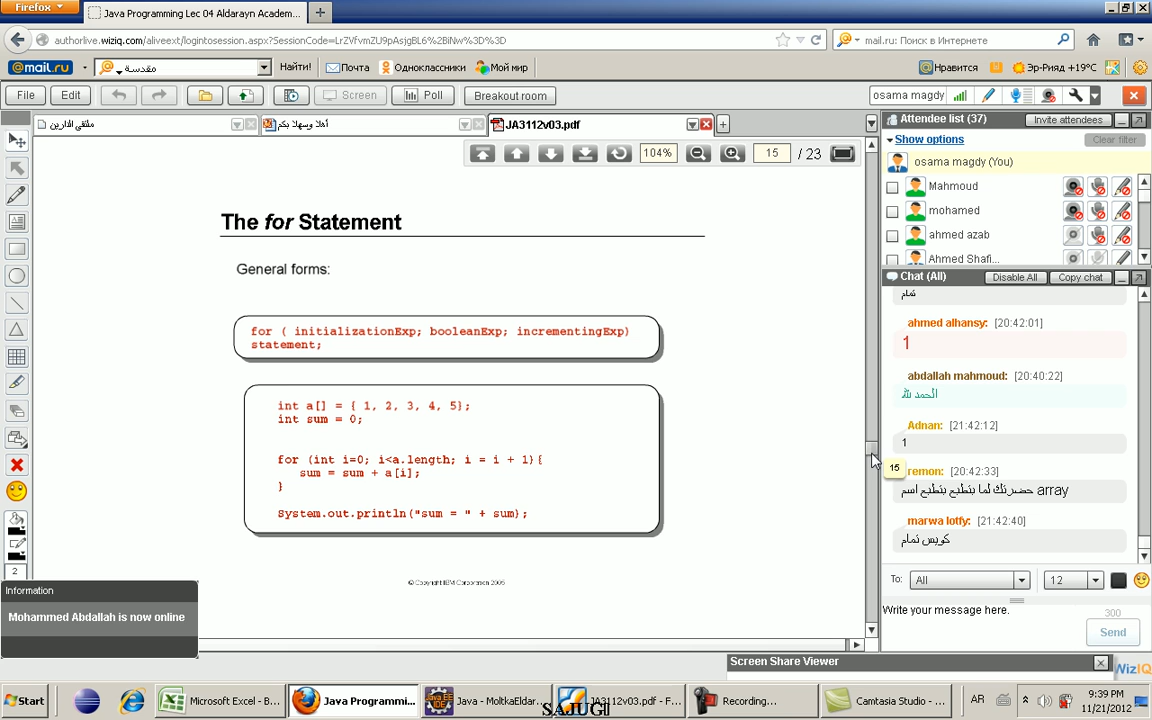 Firefox
Java Programming Lec 04 Aldarayn Academ...
authorlive.wiziq.com/aliveext/logintosession.aspx?SessionCode=LrZVfvmZU9pAsjgBL6%2BiNw%3D%3D
mail.ru: Поиск в Интернете
@mail.ru
مقدسة
Найти!
Почта
Одноклассники
Мой мир
Нравится
Эр-Рияд +19°C
File
Edit
Screen
Poll
Breakout room
osama magdy
ملتقي الدارين
أهلا وسهلا بكم
JA3112v03.pdf
104%
15
/ 23
The for Statement
General forms:
for ( initializationExp; booleanExp; incrementingExp)
statement;
int a[] = { 1, 2, 3, 4, 5};
int sum = 0;
for (int i=0; i<a.length; i = i + 1){
sum = sum + a[i];
}
System.out.println("sum = " + sum);
© Copyright IBM Corporation 2005
2
Information
Mohammed Abdallah is now online
Attendee list (37)
Invite attendees
Show options
Clear filter
osama magdy (You)
Mahmoud
mohamed
ahmed azab
Ahmed Shafi...
Chat (All)
Disable All
Copy chat
تمام
ahmed alhansy: [20:42:01]
1
abdallah mahmoud: [20:40:22]
الحمد لله
Adnan: [21:42:12]
1
15
remon: [20:42:33]
حضرتك لما بتطبع بتطبع اسم array
marwa lotfy: [21:42:40]
كويس تمام
To:
All
12
Write your message here.
300
Send
Screen Share Viewer
WizIQ
Start
Microsoft Excel - B...
Java Programmi...
Java - MoltkaEldar...
JA3112v03.pdf - F...
Recording...
Camtasia Studio - ...
AR
9:39 PM
11/21/2012